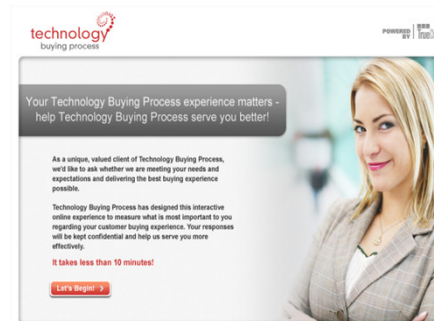 technology
buying process
POWERED
BY
Your Technology Buying Process experience matters -
help Technology Buying Process serve you better!
As a unique, valued client of Technology Buying Process,
we'd like to ask whether we are meeting your needs and
expectations and delivering the best buying experience
possible.
Technology Buying Process has designed this interactive
online experience to measure what is most important to you
regarding your customer buying experience. Your responses
will be kept confidential and help us serve you more
effectively.
It takes less than 10 minutes!
Let's Begin! >